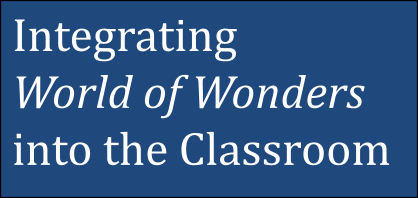 Integrating
World of Wonders
into the Classroom